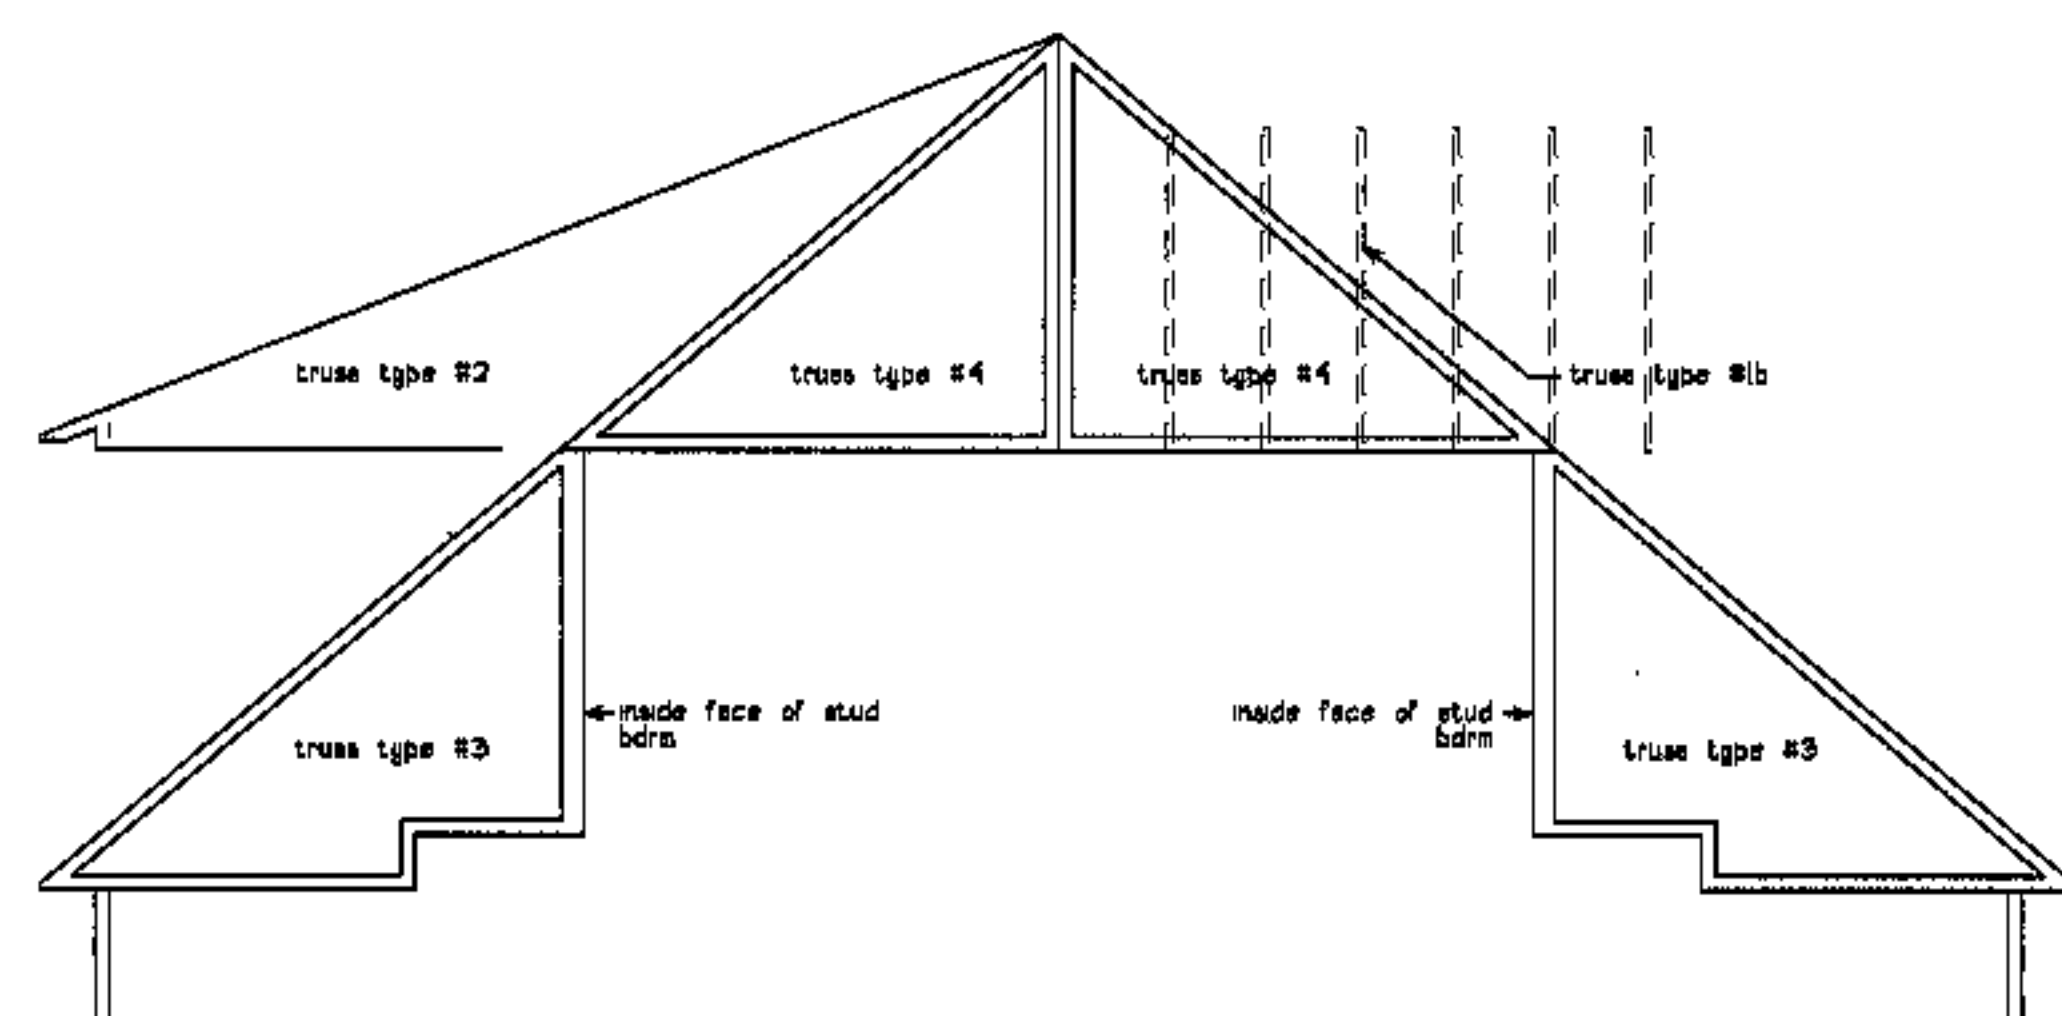 truss type #2
truss type #4
truss type #4
truss type #1b
inside face of stud
bdrm
inside face of stud
bdrm
truss type #3
truss type #3